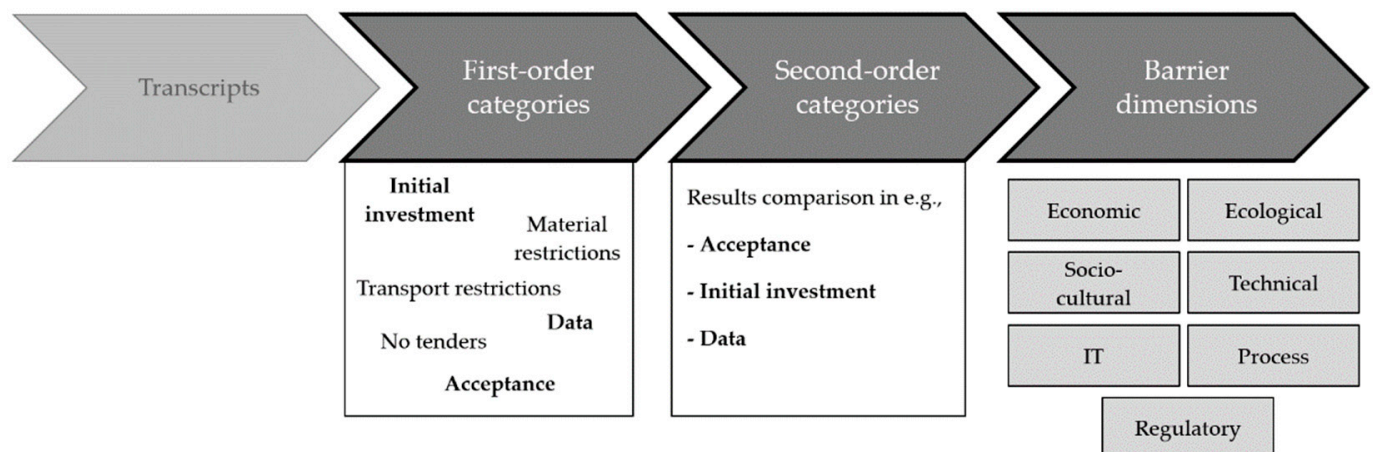 Transcripts
First-order
categories
Second-order
categories
Barrier
dimensions
Initial
investment
Material
restrictions
Transport restrictions
Data
No tenders
Acceptance
Results comparison in e.g.,
- Acceptance
- Initial investment
- Data
Economic
Ecological
Socio-
cultural
Technical
IT
Process
Regulatory